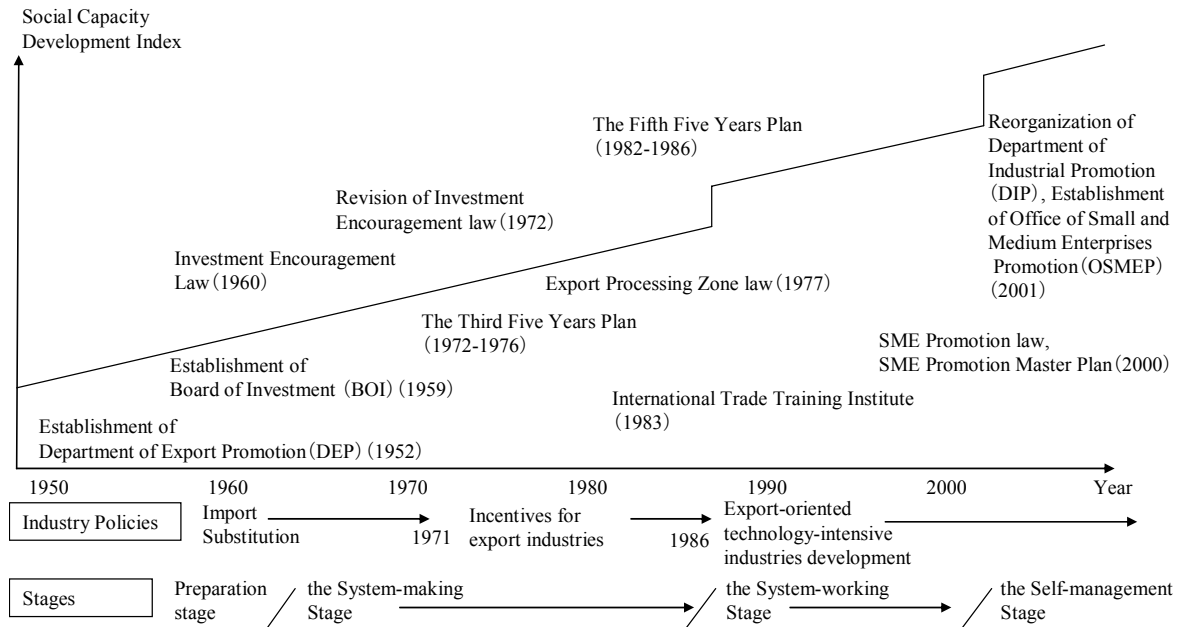 Social Capacity
Development Index
The Fifth Five Years Plan
(1982-1986)
Reorganization of
Department of
Industrial Promotion
(DIP), Establishment
of Office of Small and
Medium Enterprises
Promotion(OSMEP)
(2001)
Revision of Investment
Encouragement law(1972)
Investment Encouragement
Law(1960)
Export Processing Zone law(1977)
The Third Five Years Plan
(1972-1976)
SME Promotion law,
SME Promotion Master Plan(2000)
Establishment of
Board of Investment (BOI)(1959)
International Trade Training Institute
(1983)
Establishment of
Department of Export Promotion(DEP)(1952)
1950 1960 1970 1980 1990 2000 Year
Industry Policies
Import
Substitution
1971
Incentives for
export industries
1986
Export-oriented
technology-intensive
industries development
Stages
Preparation
stage
the System-making
Stage
the System-working
Stage
the Self-management
Stage